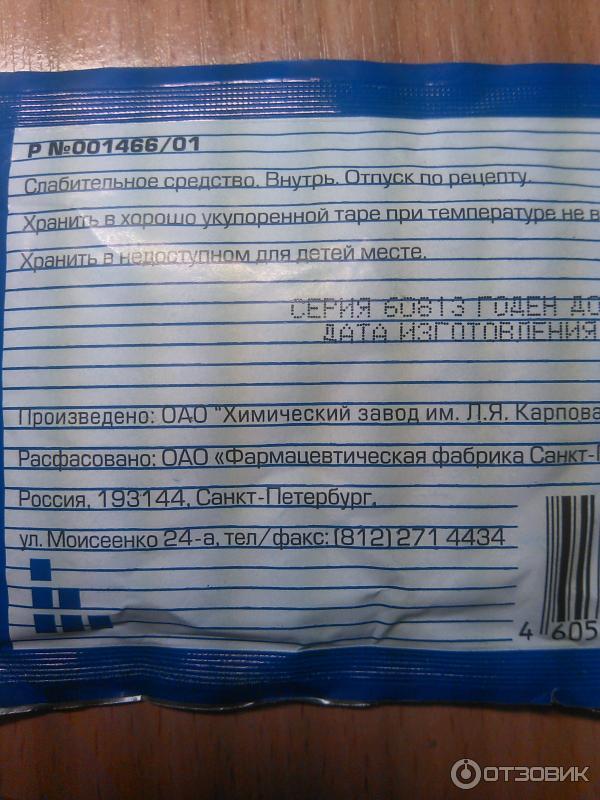 Р №001466/01
Слабительное средство. Внутрь. Отпуск по рецепту.
Хранить в хорошо укупоренной таре при температуре не в
Хранить в недоступном для детей месте.
СЕРИЯ 60813 ГОДЕН ДО
ДАТА ИЗГОТОВЛЕНИЯ
Произведено: ОАО "Химический завод им. Л.Я. Карпова
Расфасовано: ОАО «Фармацевтическая фабрика Санкт-
Россия, 193144, Санкт-Петербург,
ул. Моисеенко 24-а, тел/факс: (812) 271 4434
4 605
ОТЗОВИК